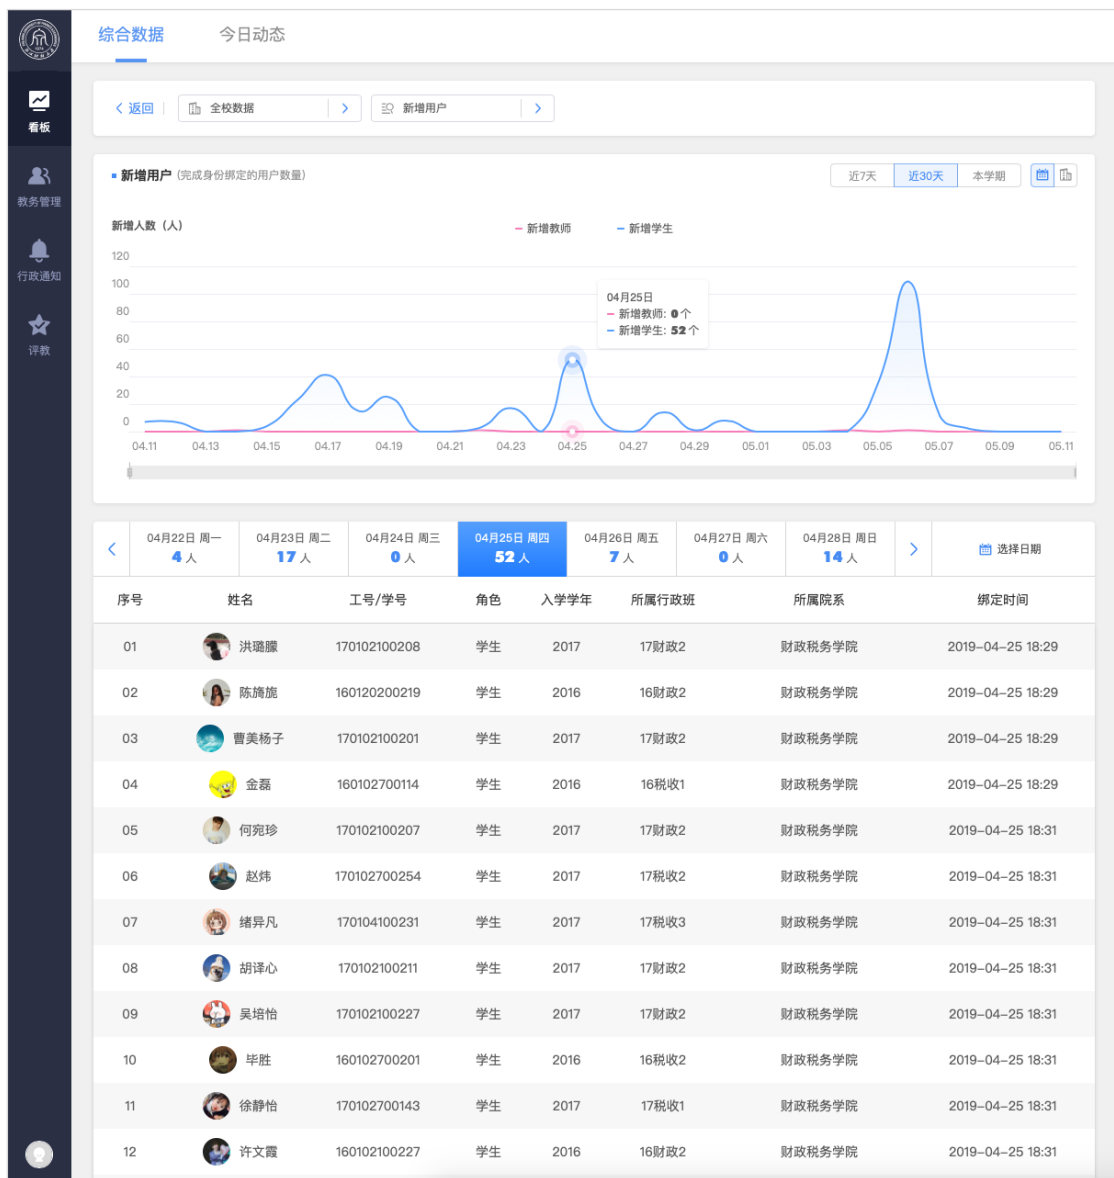 综合数据 今日动态
返回 全校数据 新增用户
看板
教务管理
行政通知
评教
新增用户 (完成身份绑定的用户数量) 近7天 近30天 本学期
新增人数（人） 新增教师 新增学生
120
100
80
60
40
20
0
04月25日
新增教师: 0个
新增学生: 52个
04.11 04.13 04.15 04.17 04.19 04.21 04.23 04.25 04.27 04.29 05.01 05.03 05.05 05.07 05.09 05.11
04月22日 周一 04月23日 周二 04月24日 周三 04月25日 周四 04月26日 周五 04月27日 周六 04月28日 周日 选择日期
4人 17人 0人 52人 7人 0人 14人
序号 姓名 工号/学号 角色 入学学年 所属行政班 所属院系 绑定时间
01 洪璐朦 170102100208 学生 2017 17财政2 财政税务学院 2019-04-25 18:29
02 陈旖旎 160120200219 学生 2016 16财政2 财政税务学院 2019-04-25 18:29
03 曹美杨子 170102100201 学生 2017 17财政2 财政税务学院 2019-04-25 18:29
04 金磊 160102700114 学生 2016 16税收1 财政税务学院 2019-04-25 18:29
05 何宛珍 170102100207 学生 2017 17财政2 财政税务学院 2019-04-25 18:31
06 赵炜 170102700254 学生 2017 17税收2 财政税务学院 2019-04-25 18:31
07 绪异凡 170104100231 学生 2017 17税收3 财政税务学院 2019-04-25 18:31
08 胡译心 170102100211 学生 2017 17财政2 财政税务学院 2019-04-25 18:31
09 吴培怡 170102100227 学生 2017 17财政2 财政税务学院 2019-04-25 18:31
10 毕胜 160102700201 学生 2016 16税收2 财政税务学院 2019-04-25 18:31
11 徐静怡 170102700143 学生 2017 17税收1 财政税务学院 2019-04-25 18:31
12 许文霞 160102100227 学生 2016 16财政2 财政税务学院 2019-04-25 18:31